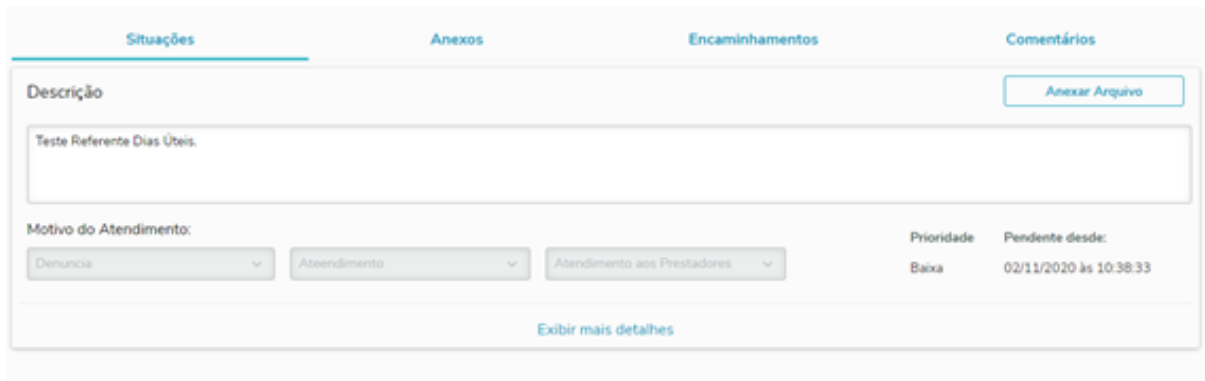 Situações Anexos Encaminhamentos Comentários
Descrição Anexar Arquivo
Teste Referente Dias Úteis.
Motivo do Atendimento: Prioridade Pendente desde:
Denuncia Ateendimento Atendimento aos Prestadores Baixa 02/11/2020 às 10:38:33
Exibir mais detalhes